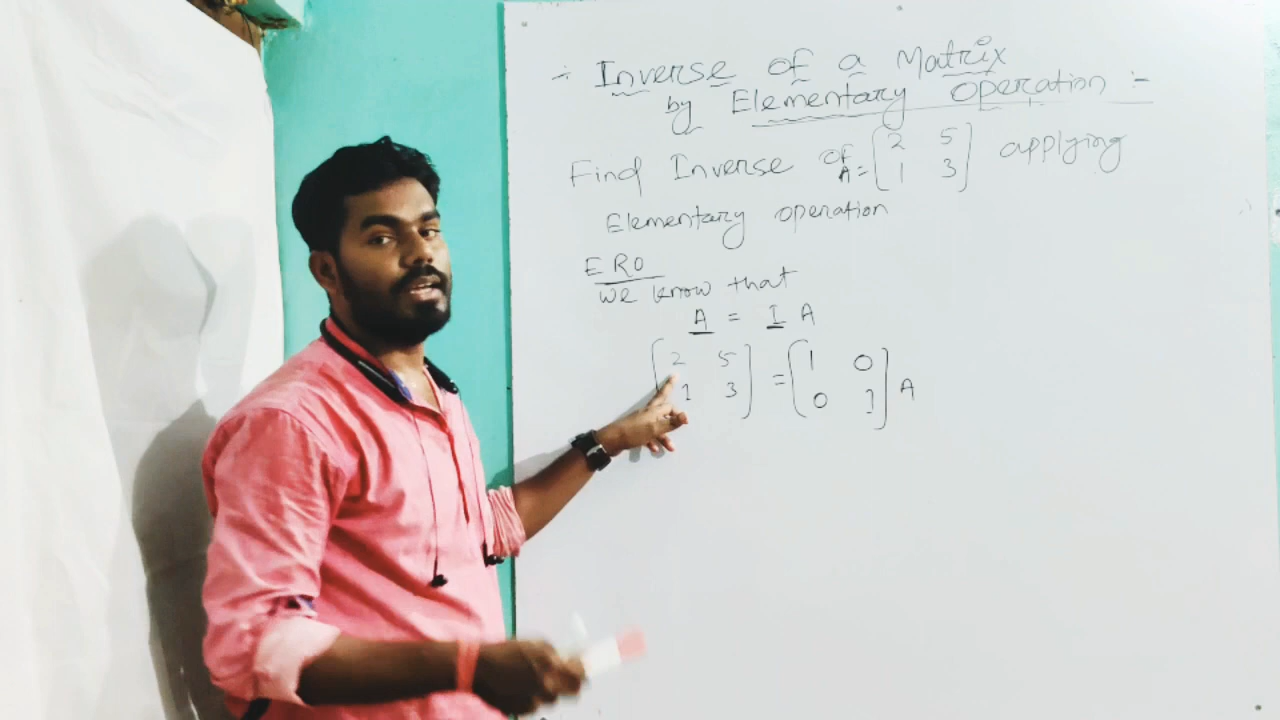 ÷ Inverse of a Matrix
by Elementary Operation :-
Find Inverse of A = [2 5 applying
1 3]
Elementary operation
ERO
we know that
A = I A
[2 5 = [1 0
1 3] 0 1] A